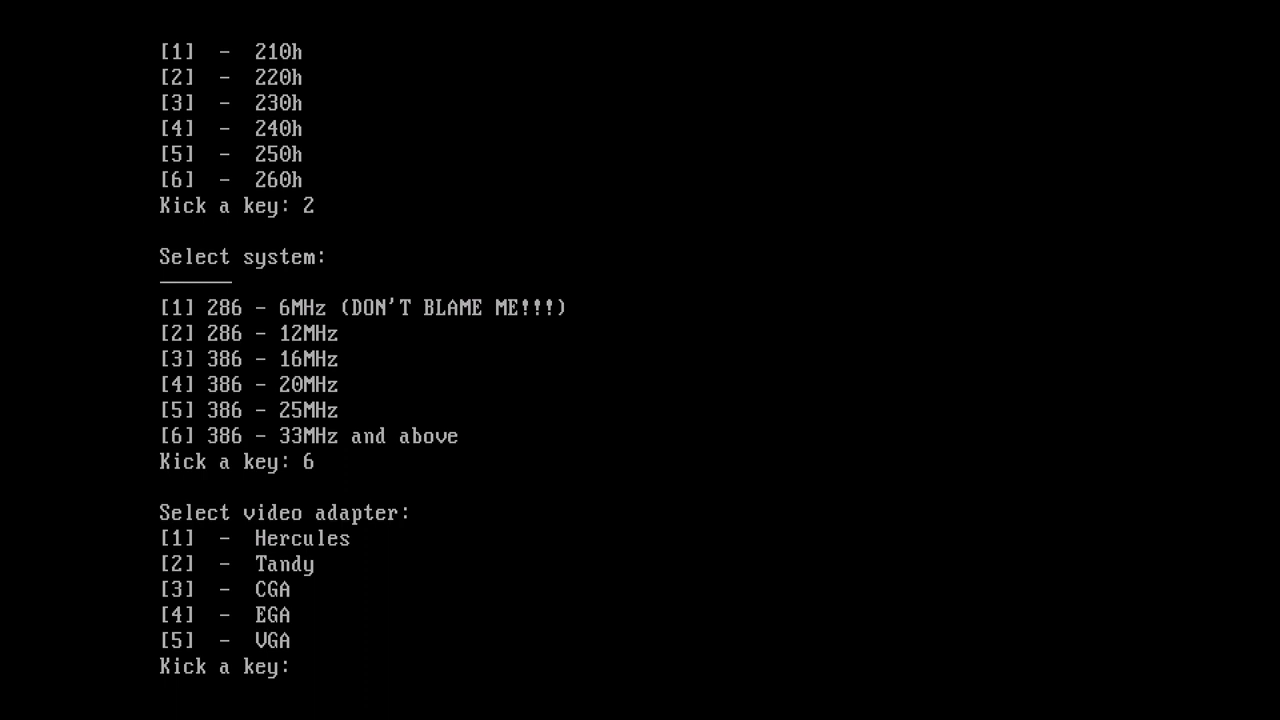 [1]  -  210h
[2]  -  220h
[3]  -  230h
[4]  -  240h
[5]  -  250h
[6]  -  260h
Kick a key: 2
Select system:
[1] 286 - 6MHz (DON'T BLAME ME!!!)
[2] 286 - 12MHz
[3] 386 - 16MHz
[4] 386 - 20MHz
[5] 386 - 25MHz
[6] 386 - 33MHz and above
Kick a key: 6
Select video adapter:
[1]  -  Hercules
[2]  -  Tandy
[3]  -  CGA
[4]  -  EGA
[5]  -  VGA
Kick a key: